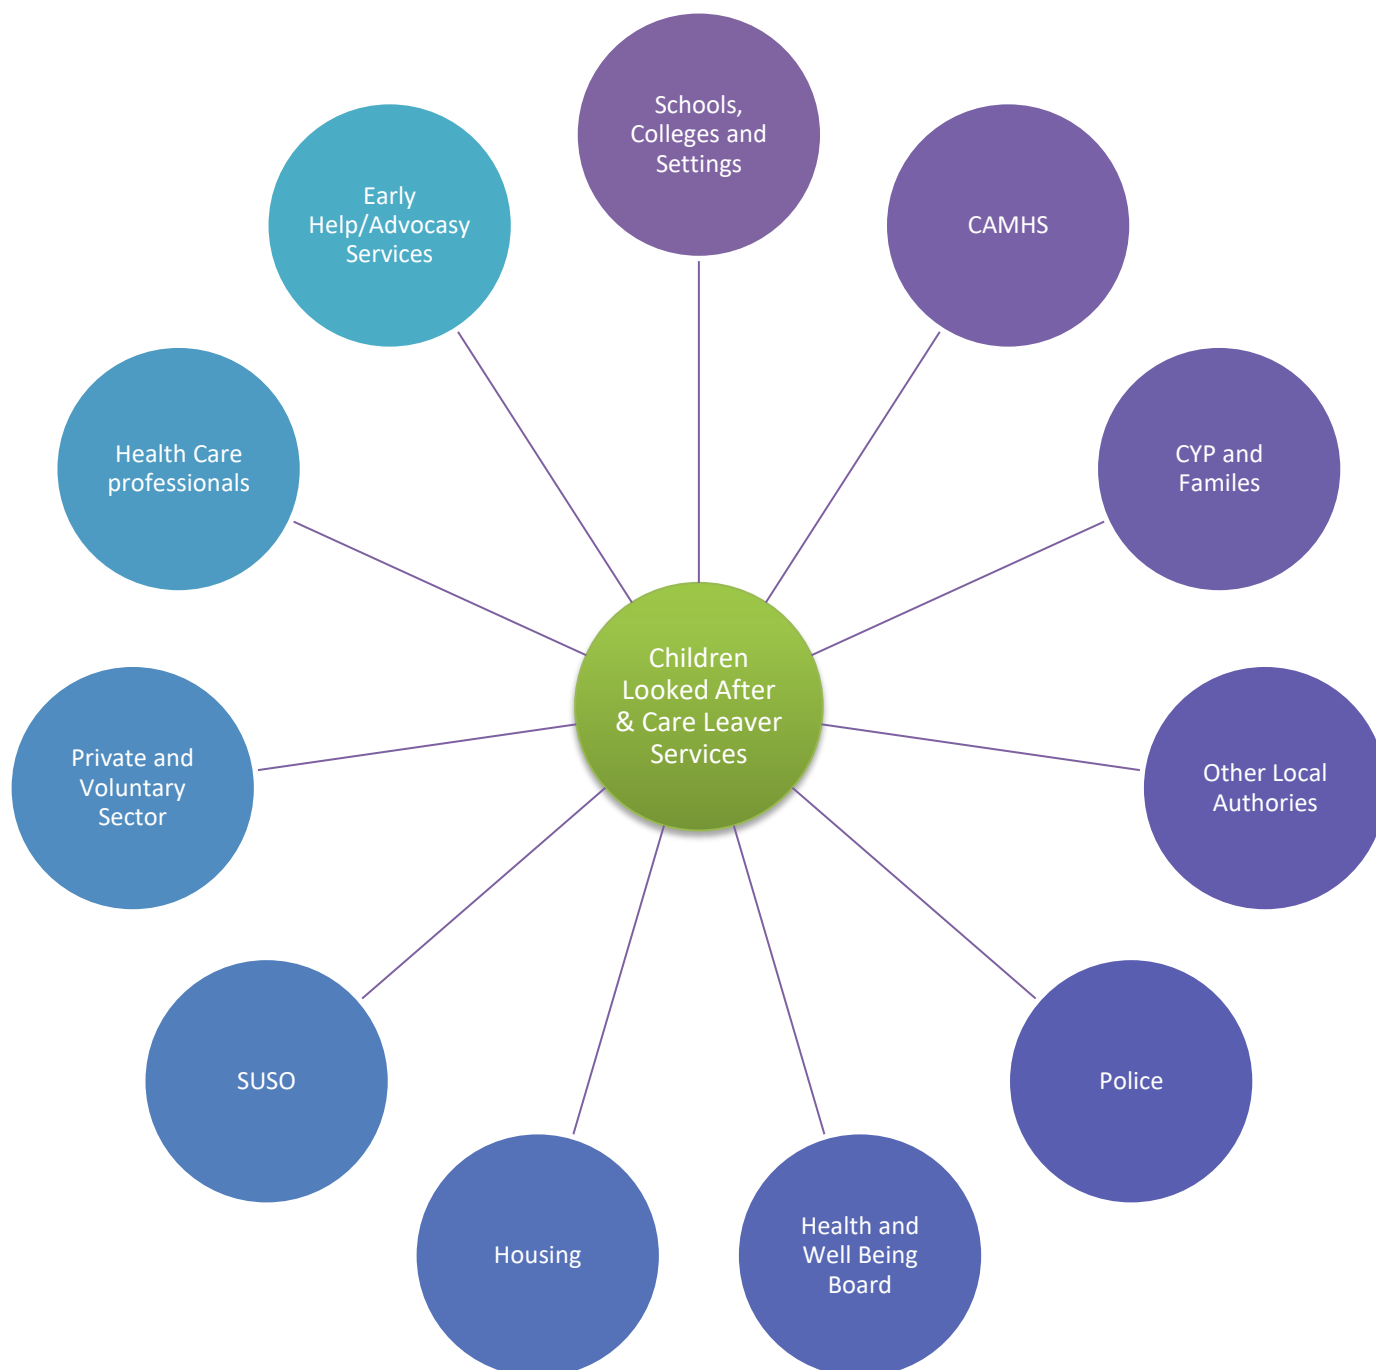 Schools,
Colleges and
Settings
CAMHS
CYP and
Familes
Other Local
Authories
Police
Health and
Well Being
Board
Housing
SUSO
Private and
Voluntary
Sector
Health Care
professionals
Early
Help/Advocasy
Services
Children
Looked After
& Care Leaver
Services